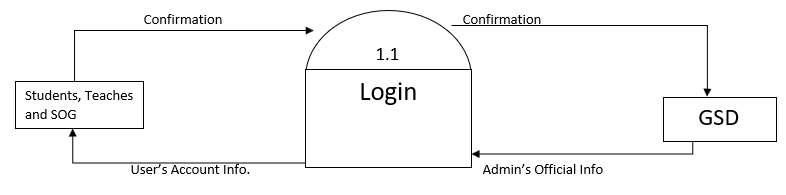 Confirmation
Confirmation
1.1
Login
Students, Teaches
and SOG
GSD
User's Account Info.
Admin's Official Info